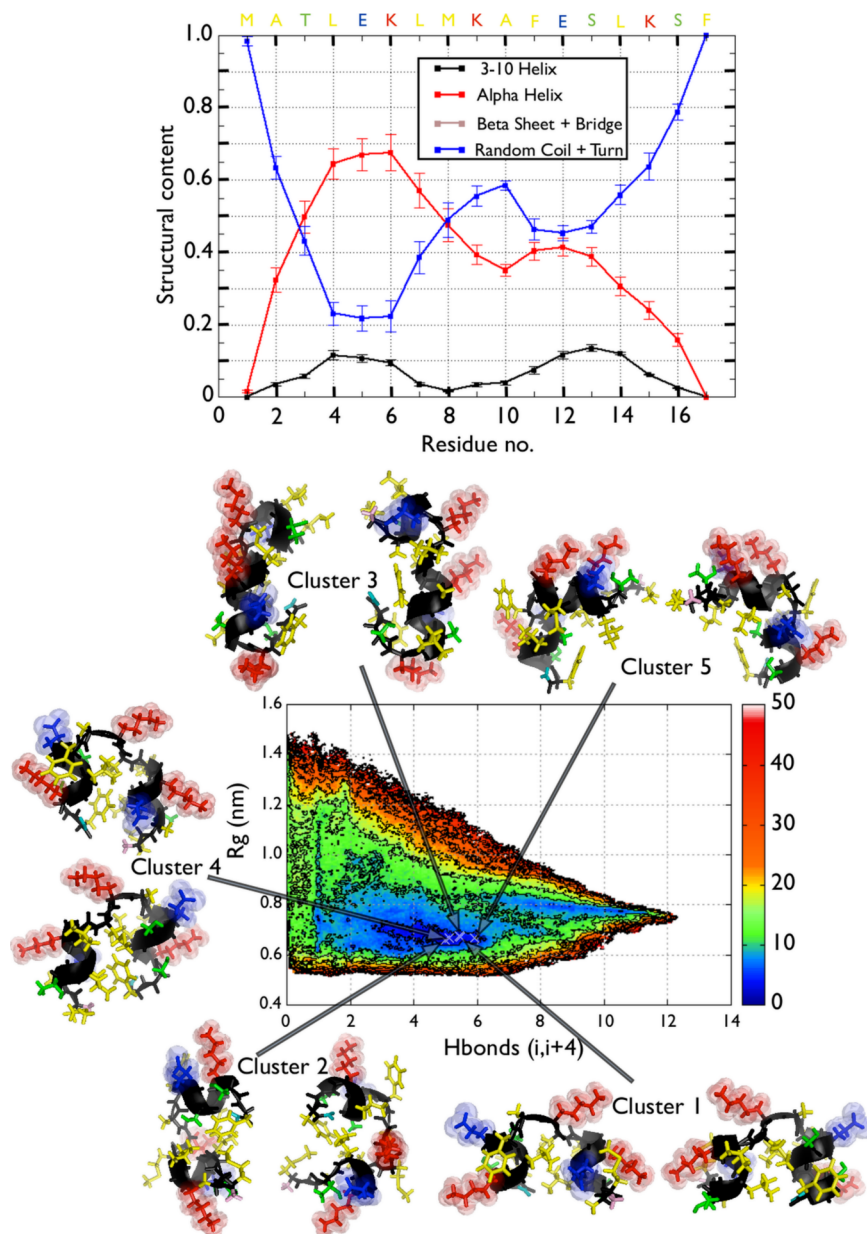 M A T L E K L M K A F E S L K S F
1.0
0.8
0.6
0.4
0.2
0
Structural content
3-10 Helix
Alpha Helix
Beta Sheet + Bridge
Random Coil + Turn
2 4 6 8 10 12 14 16
Residue no.
Cluster 3
Cluster 5
Cluster 4
1.6
1.4
1.2
1.0
0.8
0.6
0.4
Rg (nm)
0 2 4 6 8 10 12 14
Hbonds (i,i+4)
50
40
30
20
10
0
Cluster 2
Cluster 1